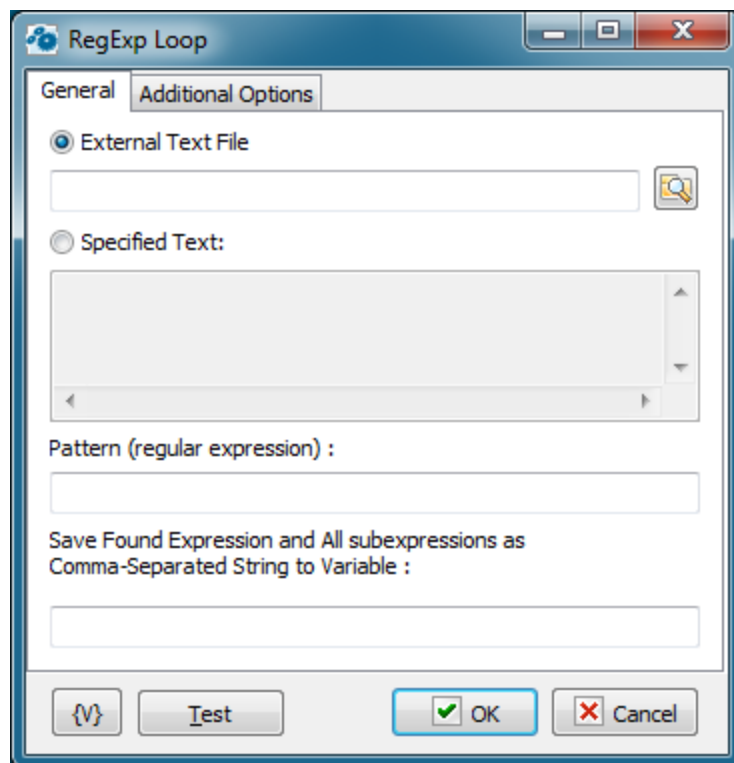 RegExp Loop
General Additional Options
External Text File
Specified Text:
Pattern (regular expression) :
Save Found Expression and All subexpressions as
Comma-Separated String to Variable :
{V} Test OK Cancel